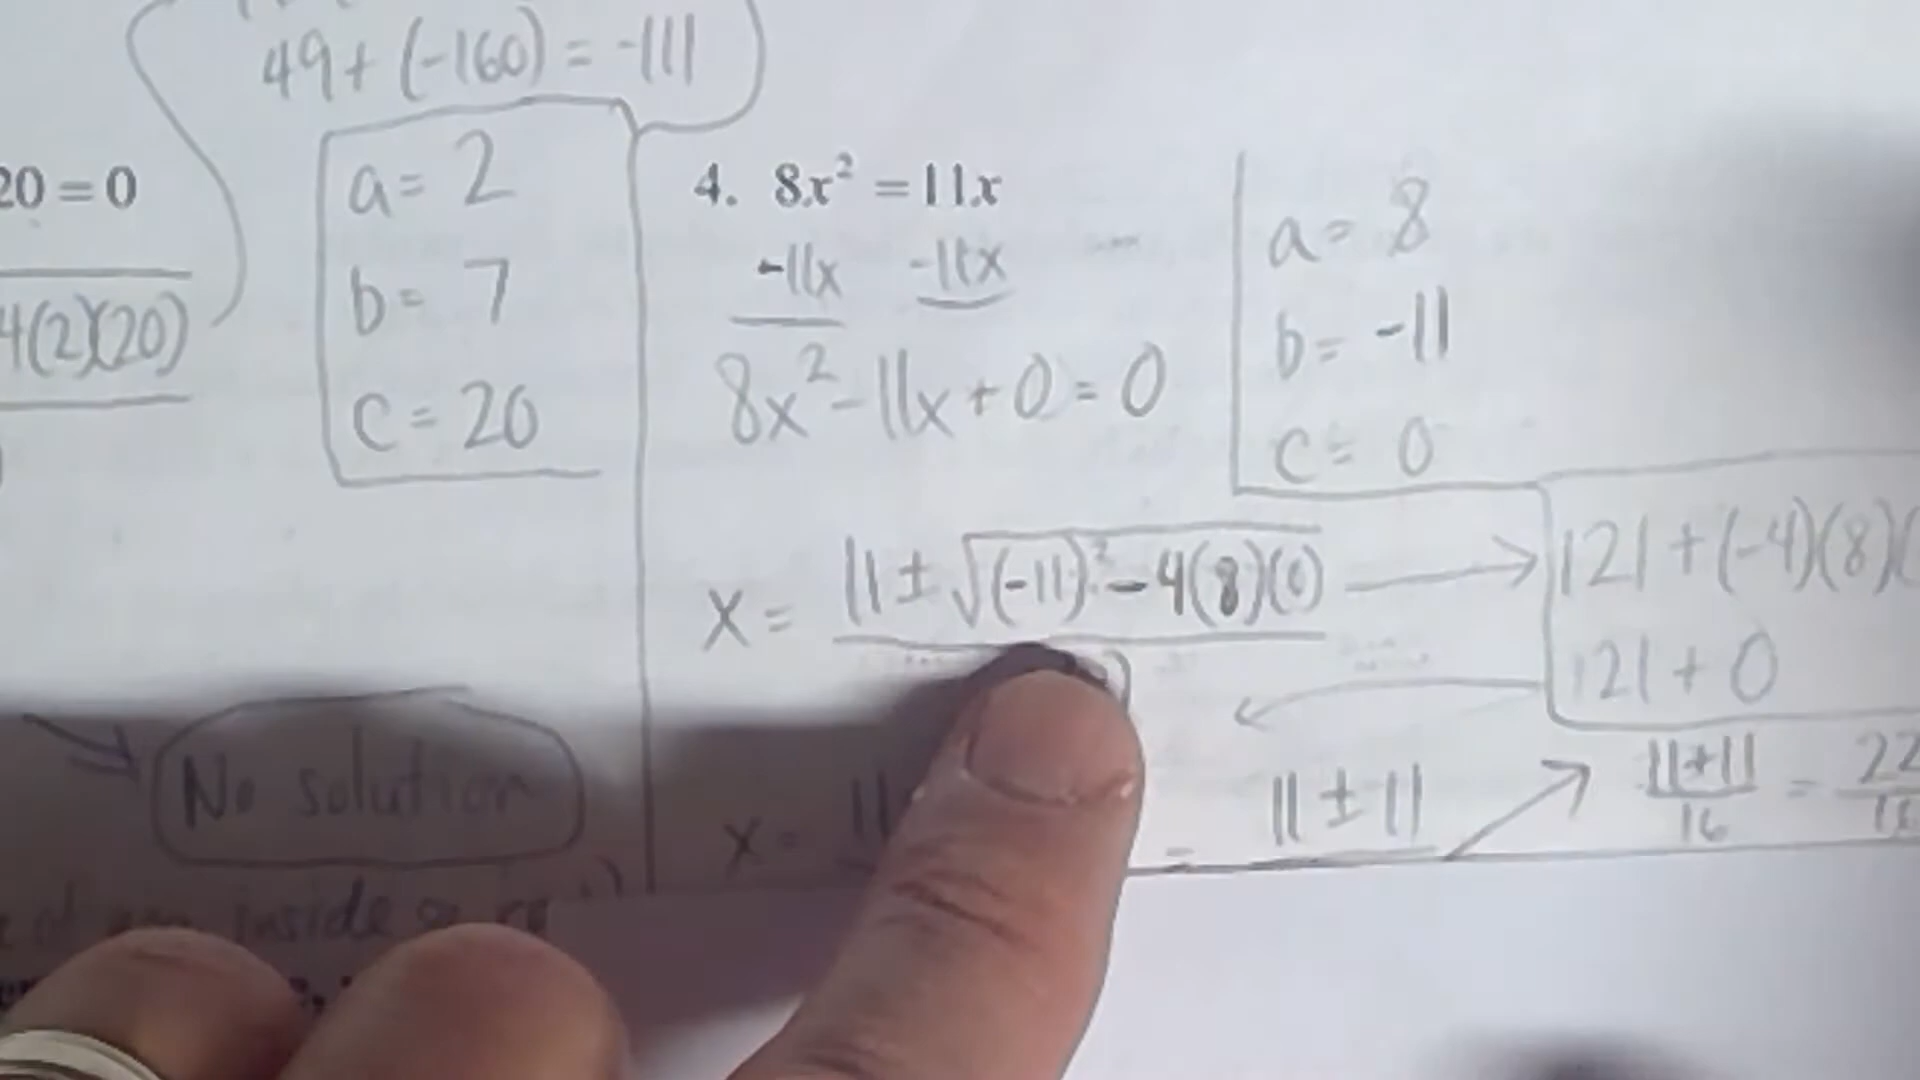 49 + (-160) = -111
20 = 0
4(2)(20)
a = 2
b = 7
c = 20
No solution
inside
4. 8x² = 11x
-11x -11x
8x² - 11x + 0 = 0
a = 8
b = -11
c = 0
x = 11 ± √(-11)² - 4(8)(0)
121 + (-4)(8)(
121 + 0
x = 11
= 11 ± 11
11+11 = 22
16 16